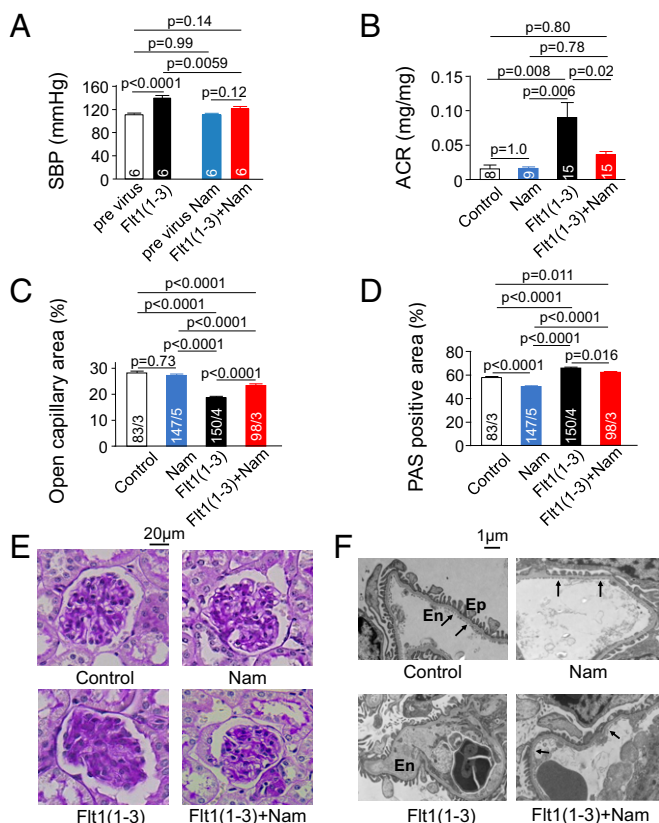 A
p=0.14
p=0.99
p=0.0059
p<0.0001
p=0.12
SBP (mmHg)
160
120
80
40
0
6
6
6
6
pre virus
Flt1(1-3)
pre virus Nam
Flt1(1-3)+Nam
B
p=0.80
p=0.78
p=0.008
p=0.02
p=0.006
p=1.0
ACR (mg/mg)
0.15
0.10
0.05
0
8
9
15
15
Control
Nam
Flt1(1-3)
Flt1(1-3)+Nam
C
p<0.0001
p<0.0001
p<0.0001
p=0.73
p<0.0001
Open capillary area (%)
30
20
10
0
83/3
147/5
150/4
98/3
Control
Nam
Flt1(1-3)
Flt1(1-3)+Nam
D
p=0.011
p<0.0001
p<0.0001
p<0.0001
p<0.0001
p=0.016
PAS positive area (%)
80
60
40
20
0
83/3
147/5
150/4
98/3
Control
Nam
Flt1(1-3)
Flt1(1-3)+Nam
E
20µm
Control
Nam
Flt1(1-3)
Flt1(1-3)+Nam
F
1µm
En
Ep
Control
Nam
En
Flt1(1-3)
Flt1(1-3)+Nam